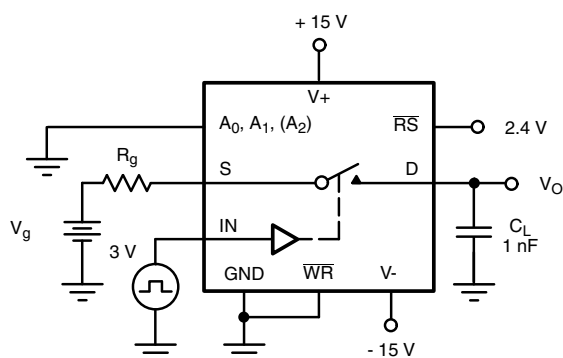 + 15 V
V+
A0, A1, (A2)
RS
2.4 V
Rg
S
D
VO
Vg
IN
CL
1 nF
3 V
GND
WR
V-
- 15 V